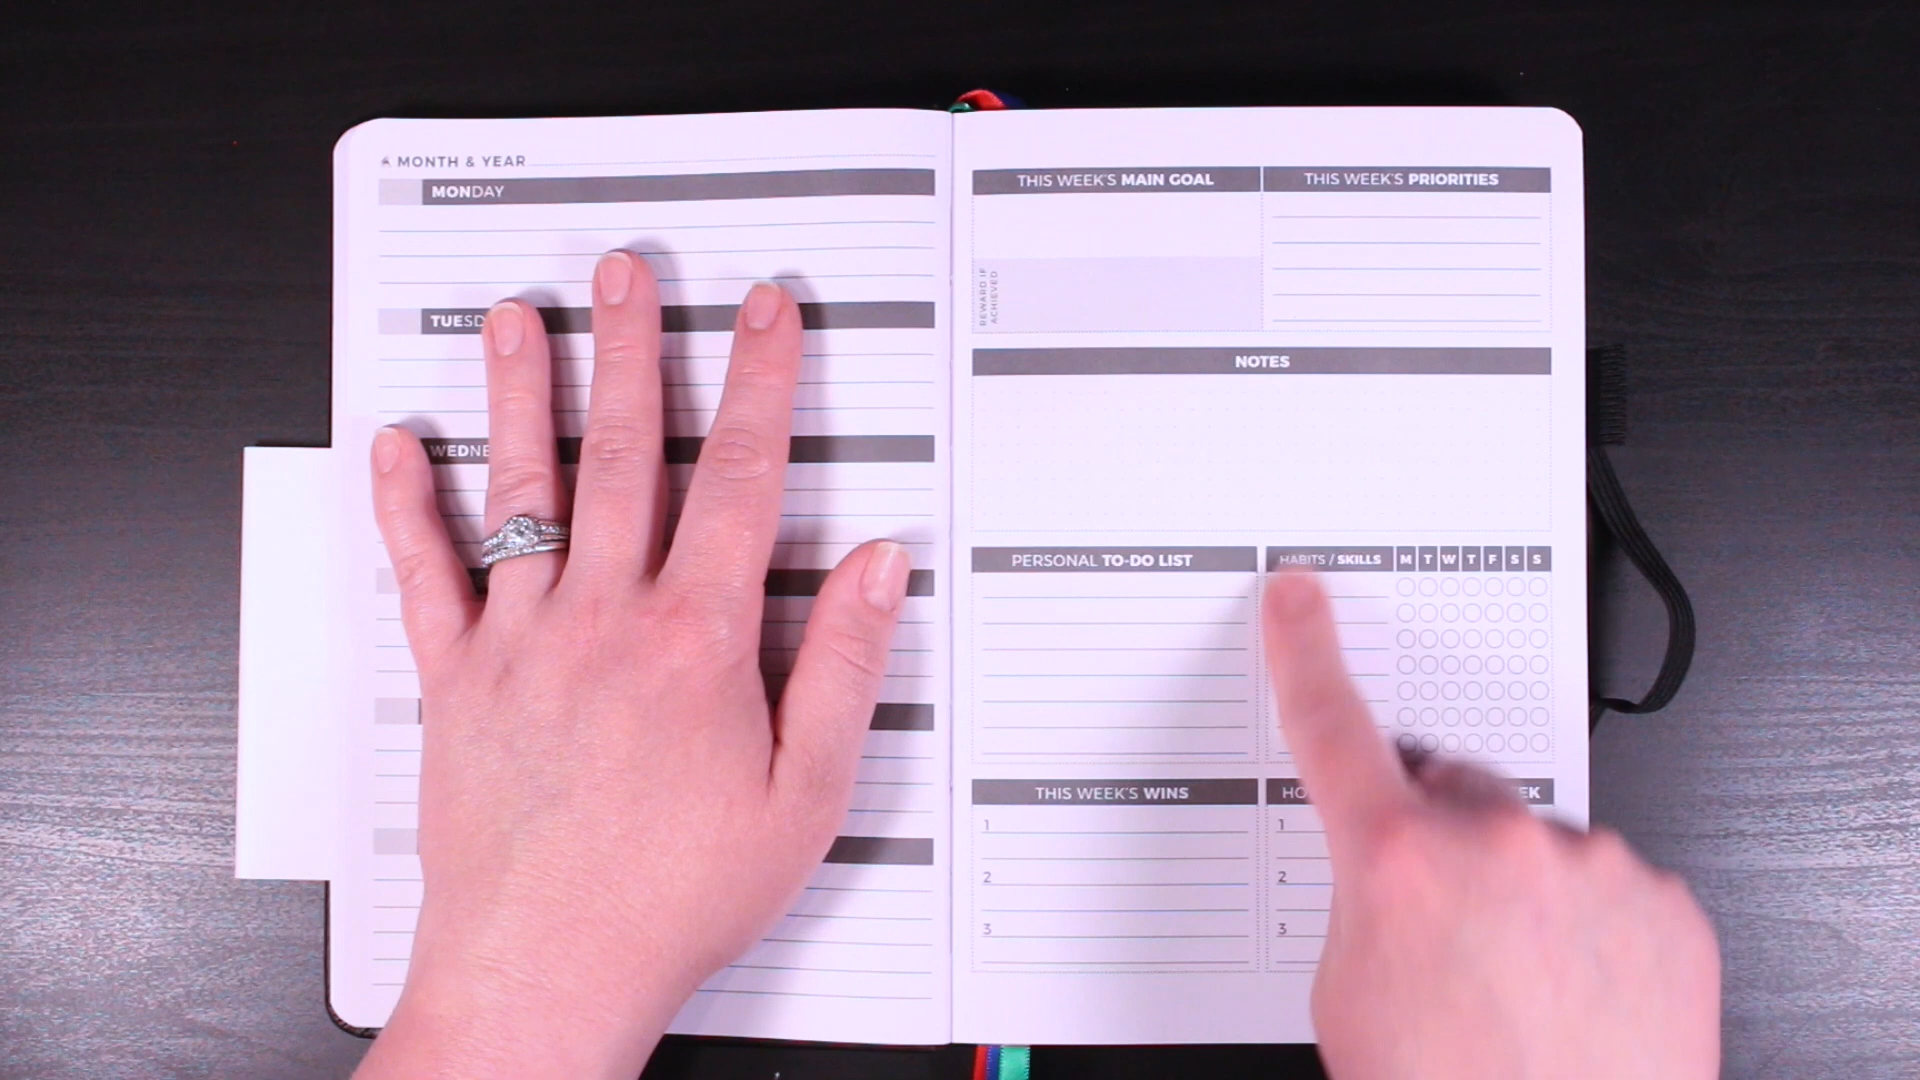 MONTH & YEAR
MONDAY
TUESD
WEDNE
THIS WEEK'S MAIN GOAL
REWARD IF
ACHIEVED
THIS WEEK'S PRIORITIES
NOTES
PERSONAL TO-DO LIST
HABITS / SKILLS M T W T F S S
THIS WEEK'S WINS
1
2
3
HO
EK
1
2
3